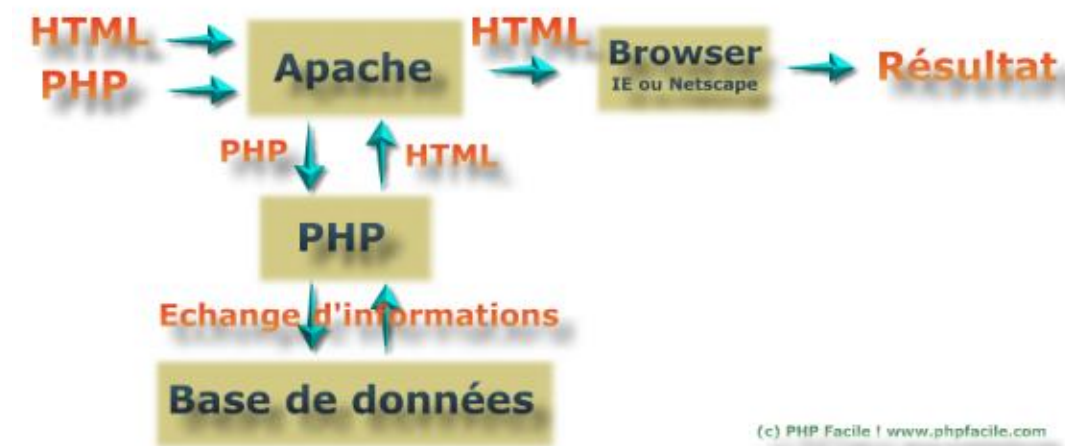 HTML
PHP
Apache
HTML
Browser
IE ou Netscape
Résultat
PHP
HTML
PHP
Echange d'informations
Base de données
(c) PHP Facile ! www.phpfacile.com